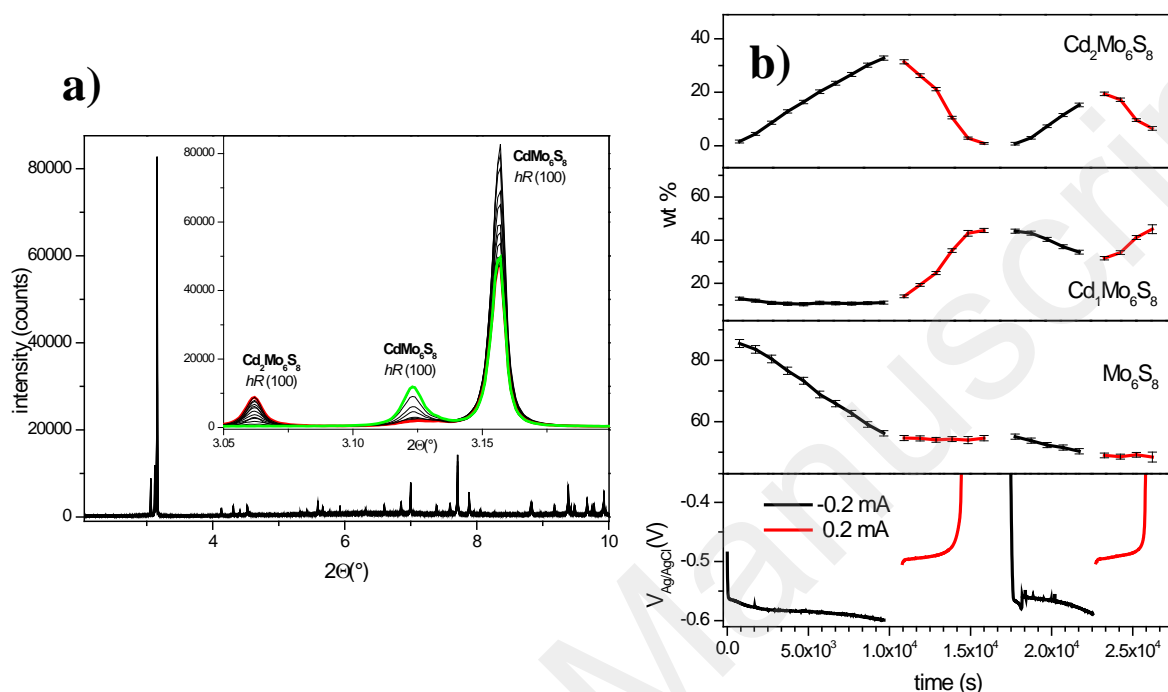 a)
80000
60000
40000
20000
0
intensity (counts)
4
6
8
10
2Θ(°)
80000
60000
40000
20000
0
3.05
3.10
3.15
2Θ(°)
Cd₂Mo₆S₈
hR (100)
CdMo₆S₈
hR (100)
CdMo₆S₈
hR (100)
b)
40
20
0
Cd₂Mo₆S₈
60
40
20
wt %
Cd₁Mo₆S₈
80
60
Mo₆S₈
-0.4
-0.5
-0.6
V Ag/AgCl (V)
-0.2 mA
0.2 mA
0.0
5.0x10³
1.0x10⁴
1.5x10⁴
2.0x10⁴
2.5x10⁴
time (s)
Manuscrip